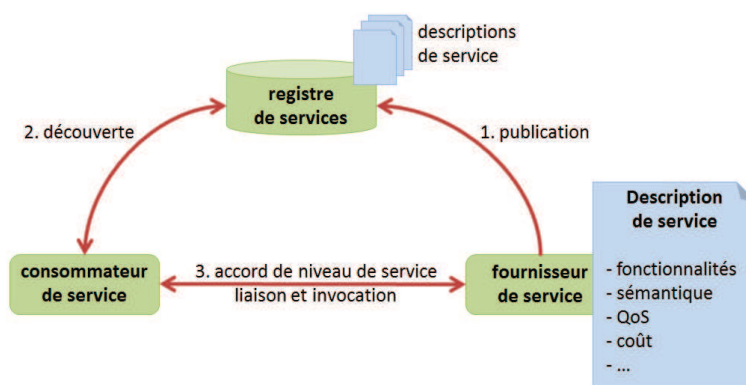 descriptions
de service
registre
de services
2. découverte
1. publication
Description
de service
- fonctionnalités
- sémantique
- QoS
- coût
- ...
consommateur
de service
3. accord de niveau de service
liaison et invocation
fournisseur
de service